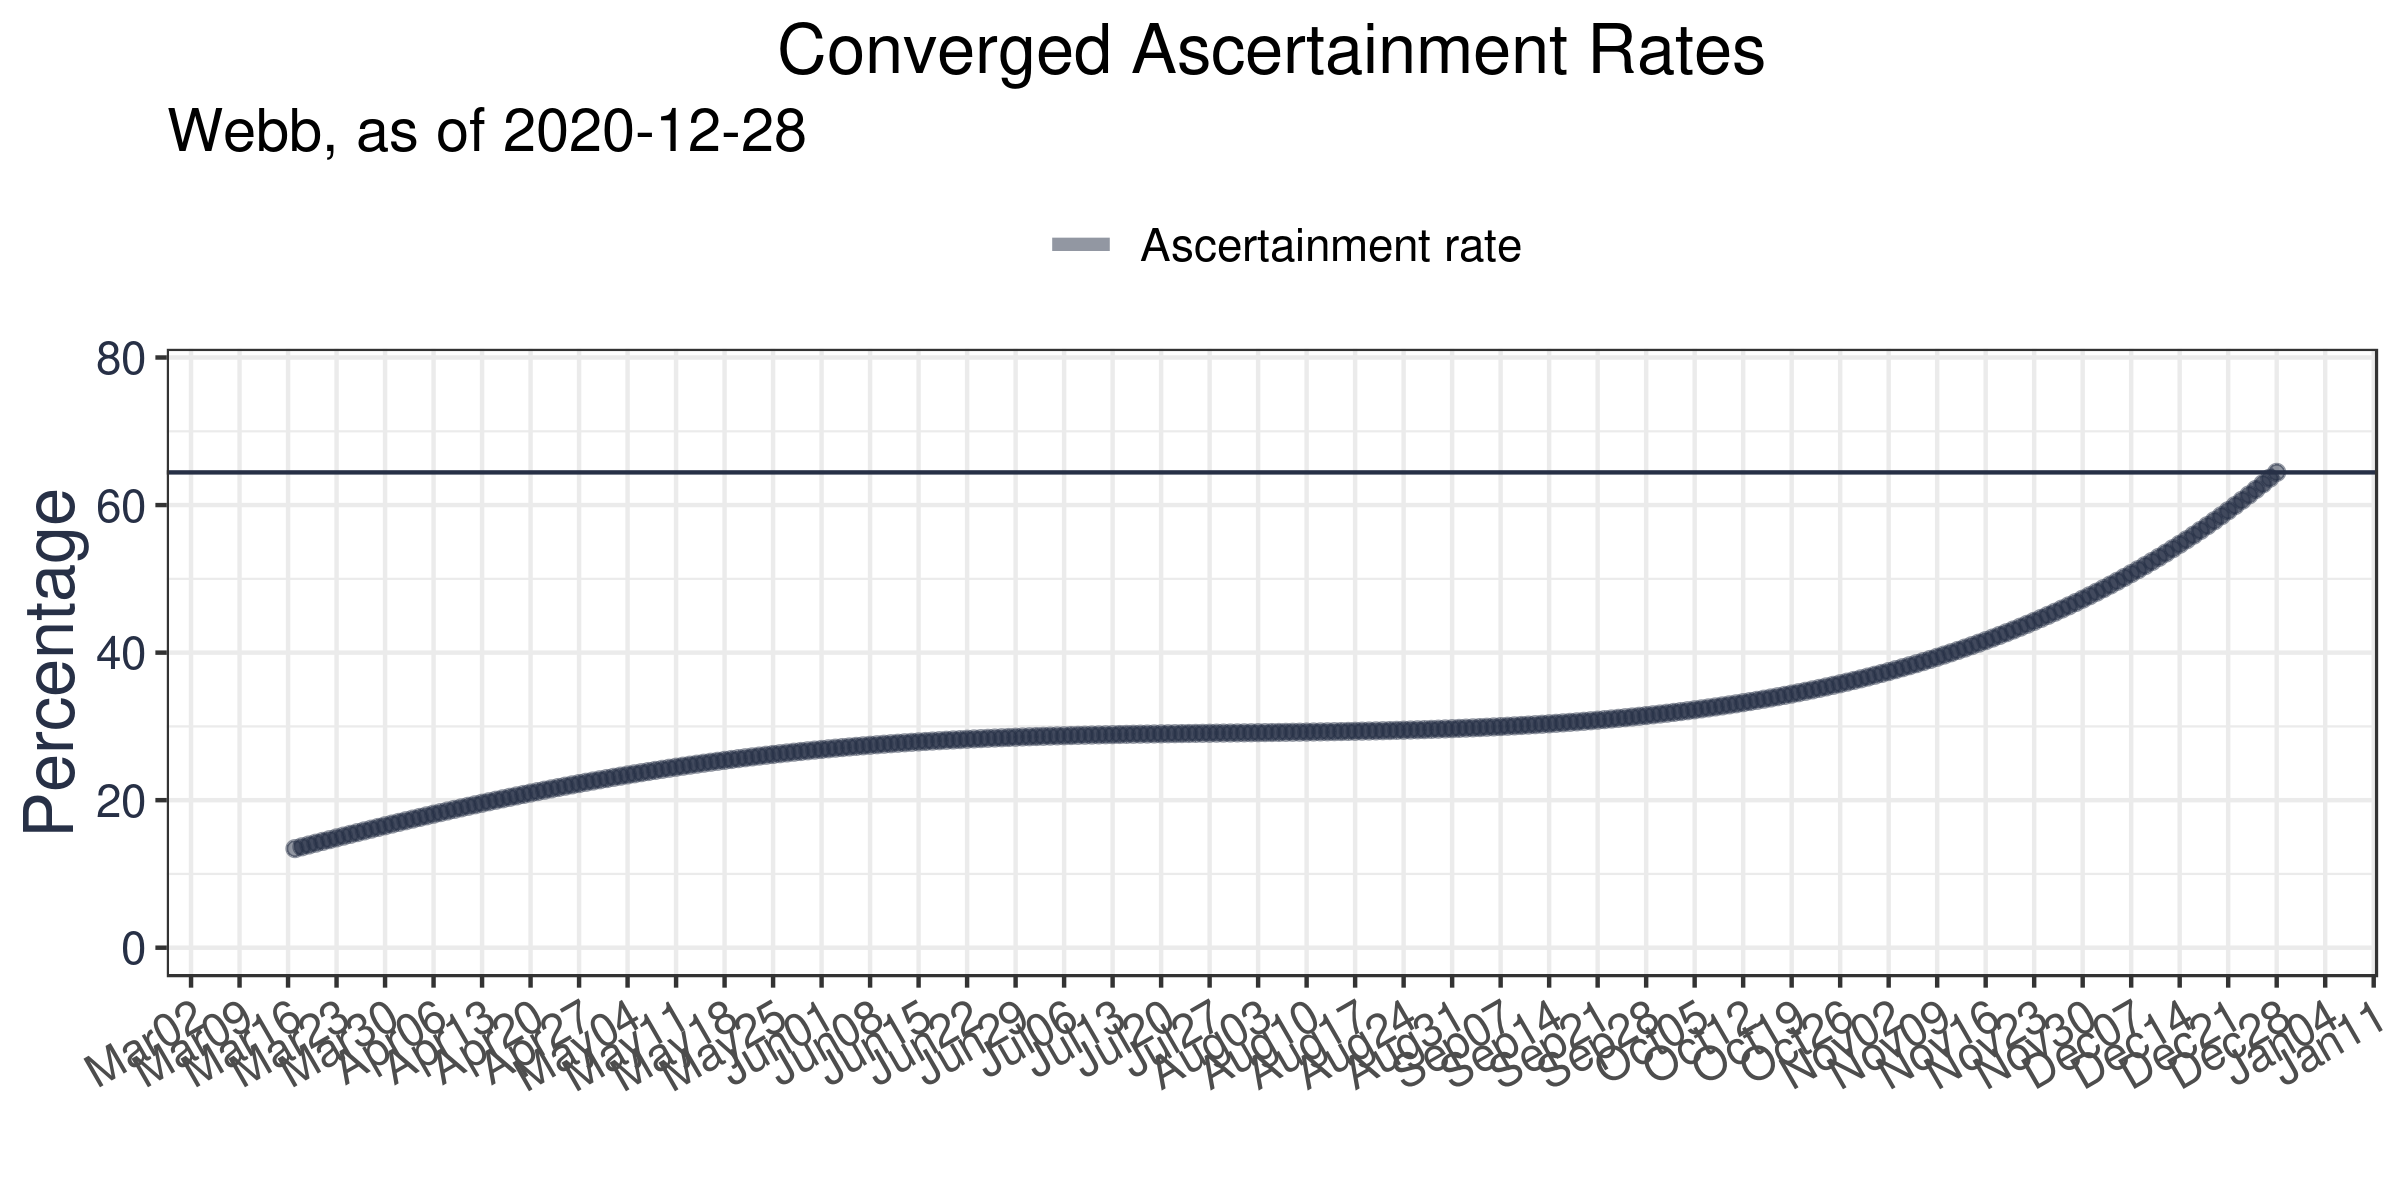 Converged Ascertainment Rates
Webb, as of 2020-12-28
Ascertainment rate
Percentage
80
60
40
20
0
Mar02 Mar09 Mar16 Mar23 Mar30 Apr06 Apr13 Apr20 Apr27 May04 May11 May18 May25 Jun01 Jun08 Jun15 Jun22 Jun29 Jul06 Jul13 Jul20 Jul27 Aug03 Aug10 Aug17 Aug24 Aug31 Sep07 Sep14 Sep21 Sep28 Oct05 Oct12 Oct19 Oct26 Nov02 Nov09 Nov16 Nov23 Nov30 Dec07 Dec14 Dec21 Dec28 Jan04 Jan11